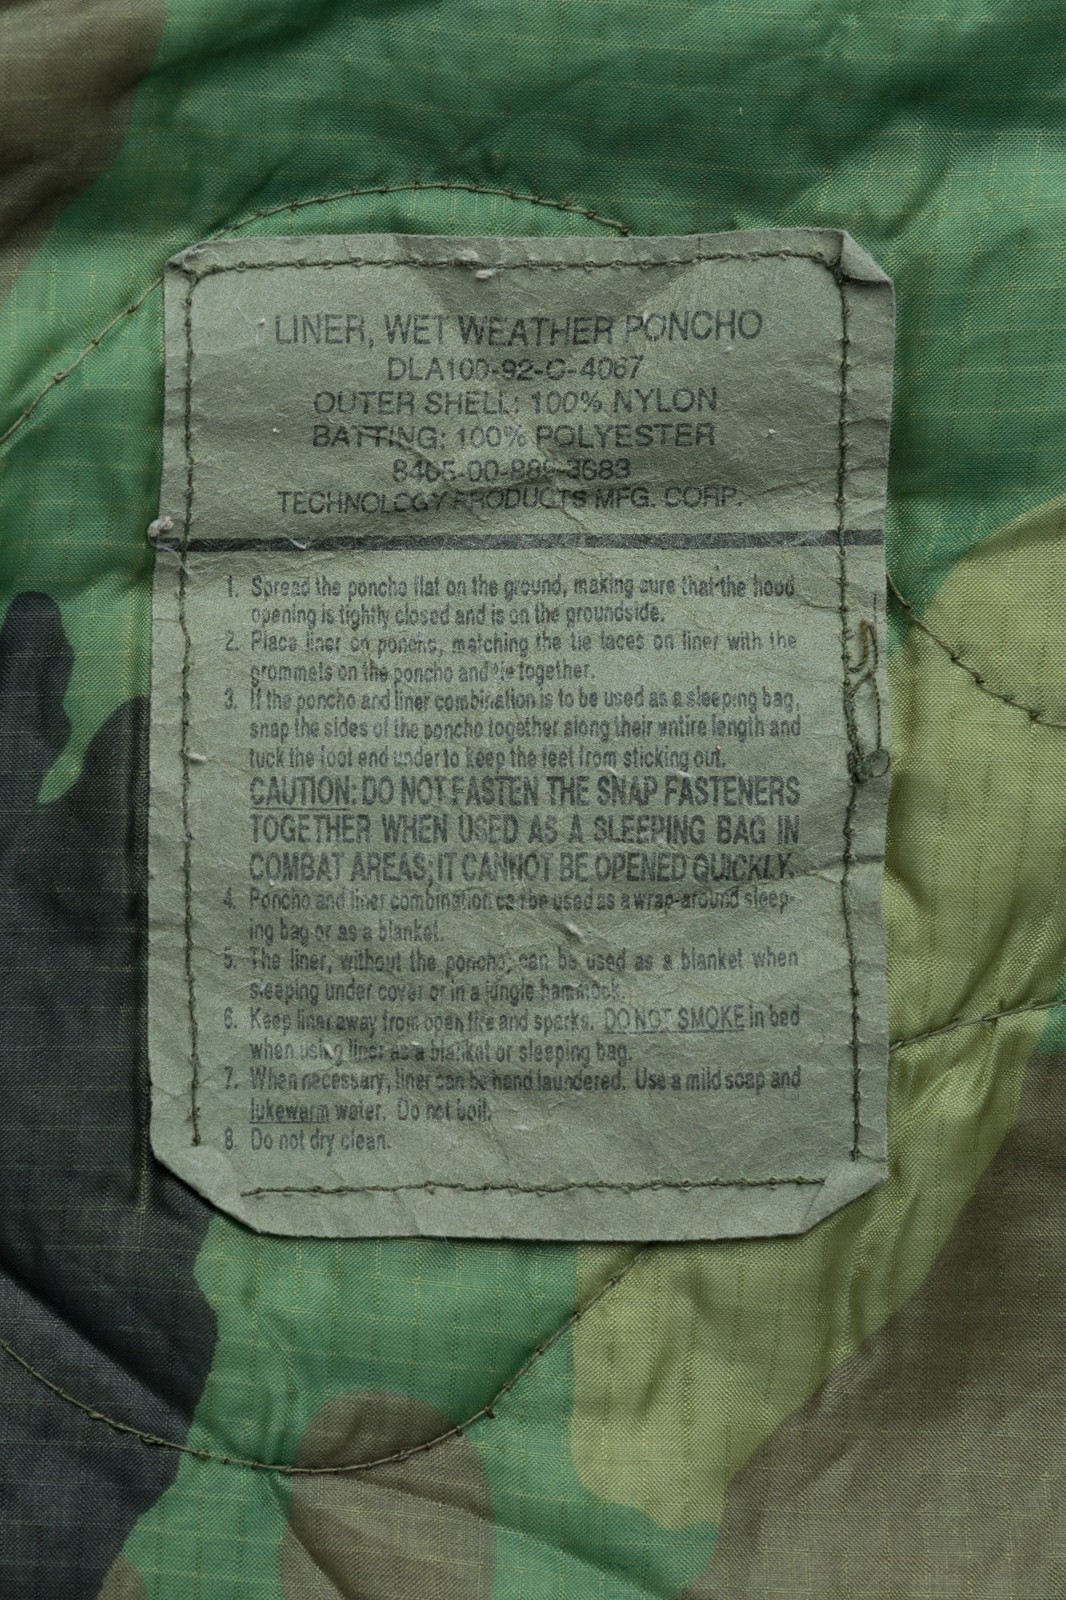 LINER, WET WEATHER PONCHO
DLA100-92-C-4067
OUTER SHELL: 100% NYLON
BATTING: 100% POLYESTER
8465-00-889-3683
TECHNOLOGY PRODUCTS MFG. CORP.
1. Spread the poncho flat on the ground, making sure that the hood
opening is tightly closed and is on the groundside.
2. Place liner on poncho, matching the tie laces on liner with the
grommets on the poncho and tie together.
3. If the poncho and liner combination is to be used as a sleeping bag,
snap the sides of the poncho together along their entire length and
tuck the foot end under to keep the feet from sticking out.
CAUTION: DO NOT FASTEN THE SNAP FASTENERS
TOGETHER WHEN USED AS A SLEEPING BAG IN
COMBAT AREAS; IT CANNOT BE OPENED QUICKLY.
4. Poncho and liner combination can be used as a wrap-around sleep-
ing bag or as a blanket.
5. The liner, without the poncho, can be used as a blanket when
sleeping under cover or in a jungle hammock.
6. Keep liner away from open fire and sparks. DO NOT SMOKE in bed
when using liner as a blanket or sleeping bag.
7. When necessary, liner can be hand laundered. Use a mild soap and
lukewarm water. Do not boil.
8. Do not dry clean.